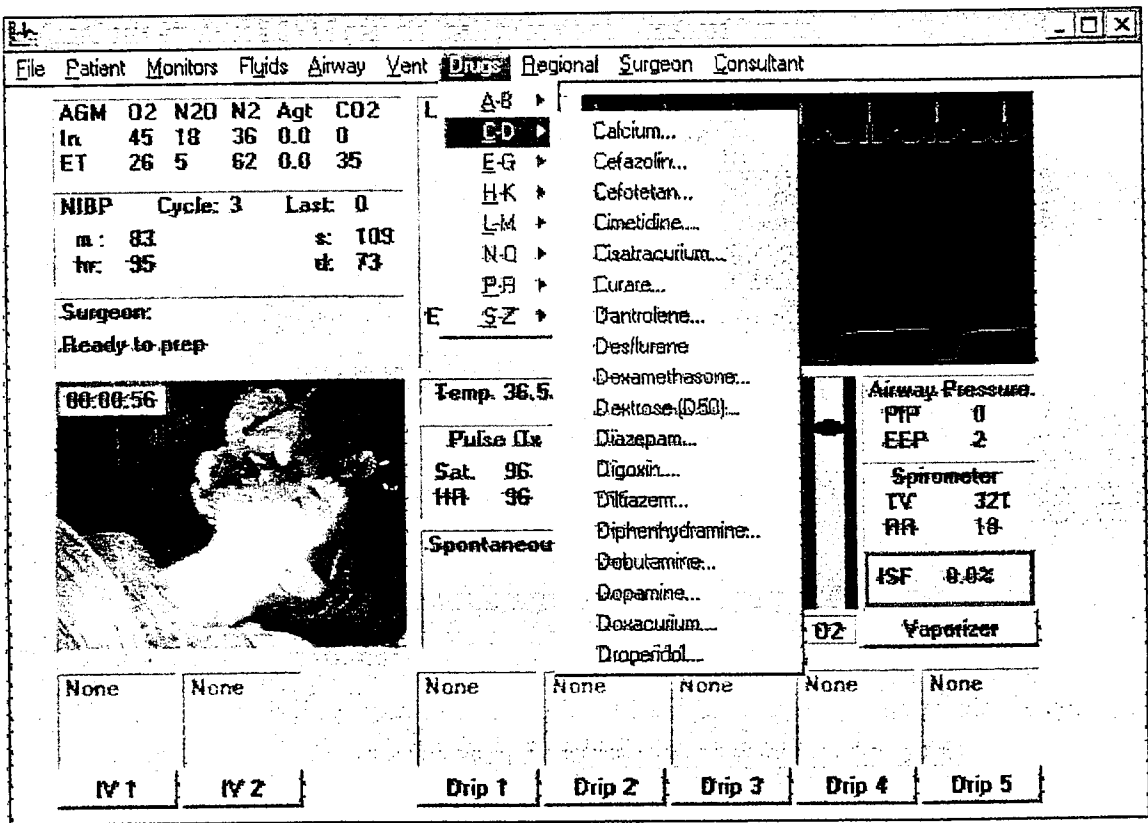 File Patient Monitors Fluids Airway Vent Drugs Regional Surgeon Consultant
AGM O2 N2O N2 Agt CO2
In 45 18 36 0.0 0
ET 26 5 62 0.0 35
NIBP Cycle: 3 Last: 0
m: 83 s: 109
hr: 95 d: 73
Surgeon:
Ready to prep
00:00:56
L
E
A-B
C-D
E-G
H-K
L-M
N-O
P-R
S-Z
Calcium...
Cefazolin...
Cefotetan...
Cimetidine...
Cisatracurium...
Curare...
Dantrolene...
Desflurane
Dexamethasone...
Dextrose (D50)...
Diazepam...
Digoxin...
Diltiazem...
Diphenhydramine...
Dobutamine...
Dopamine...
Doxacurium...
Droperidol...
Temp. 36.5
Pulse Ox
Sat. 96
HR 96
Spontaneou
Airway Pressure
PIP 0
EEP 2
Spirometer
TV 321
RR 18
ISF 0.0%
O2 Vaporizer
None None None None None None None
IV 1 IV 2 Drip 1 Drip 2 Drip 3 Drip 4 Drip 5